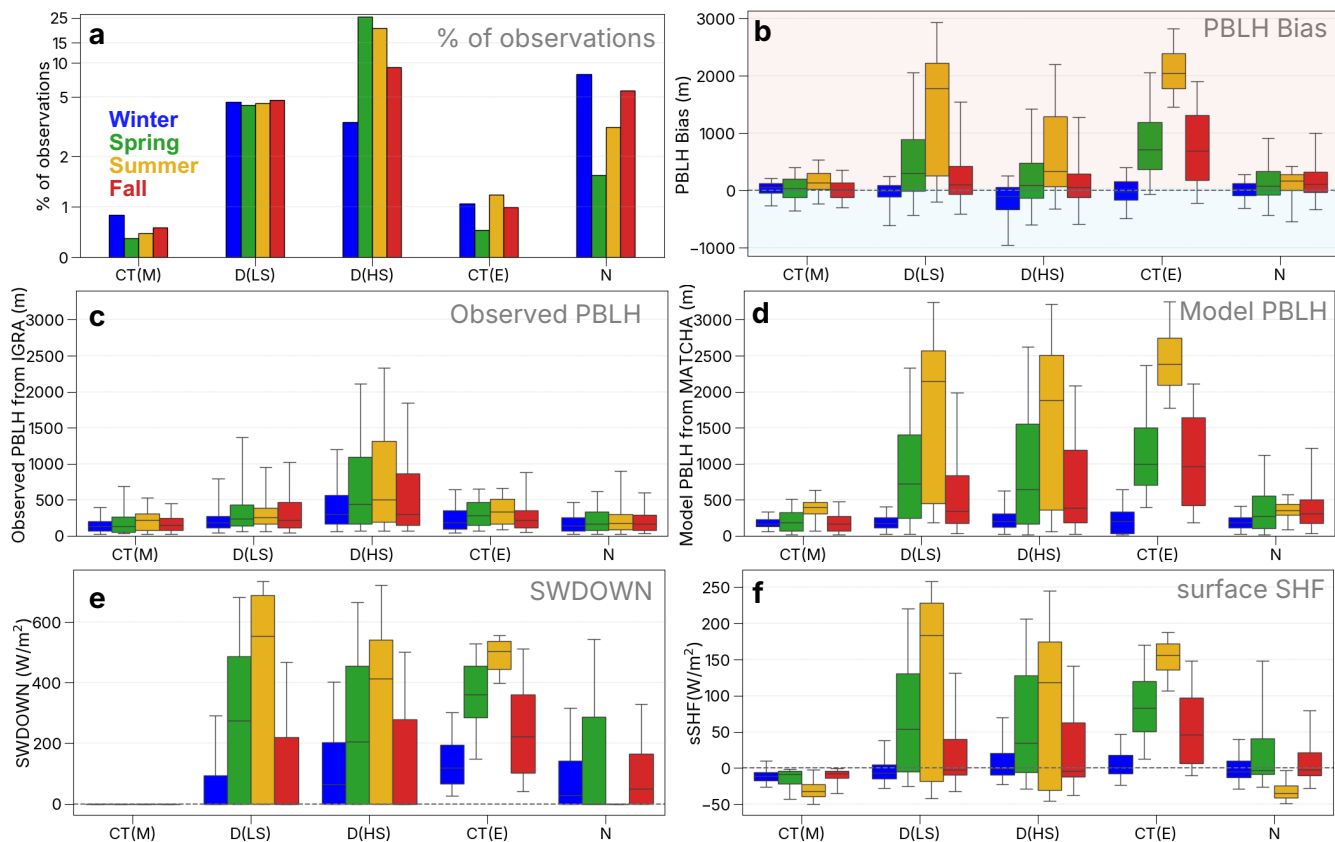 a
% of observations
25
15
10
5
2
1
0
% of observations
Winter
Spring
Summer
Fall
CT(M) D(LS) D(HS) CT(E) N
b
PBLH Bias
3000
2000
1000
0
−1000
PBLH Bias (m)
CT(M) D(LS) D(HS) CT(E) N
c
Observed PBLH
3000
2500
2000
1500
1000
500
0
Observed PBLH from IGRA (m)
CT(M) D(LS) D(HS) CT(E) N
d
Model PBLH
3000
2500
2000
1500
1000
500
0
Model PBLH from MATCHA (m)
CT(M) D(LS) D(HS) CT(E) N
e
SWDOWN
600
400
200
0
SWDOWN (W/m²)
CT(M) D(LS) D(HS) CT(E) N
f
surface SHF
250
200
150
100
50
0
−50
sSHF(W/m²)
CT(M) D(LS) D(HS) CT(E) N